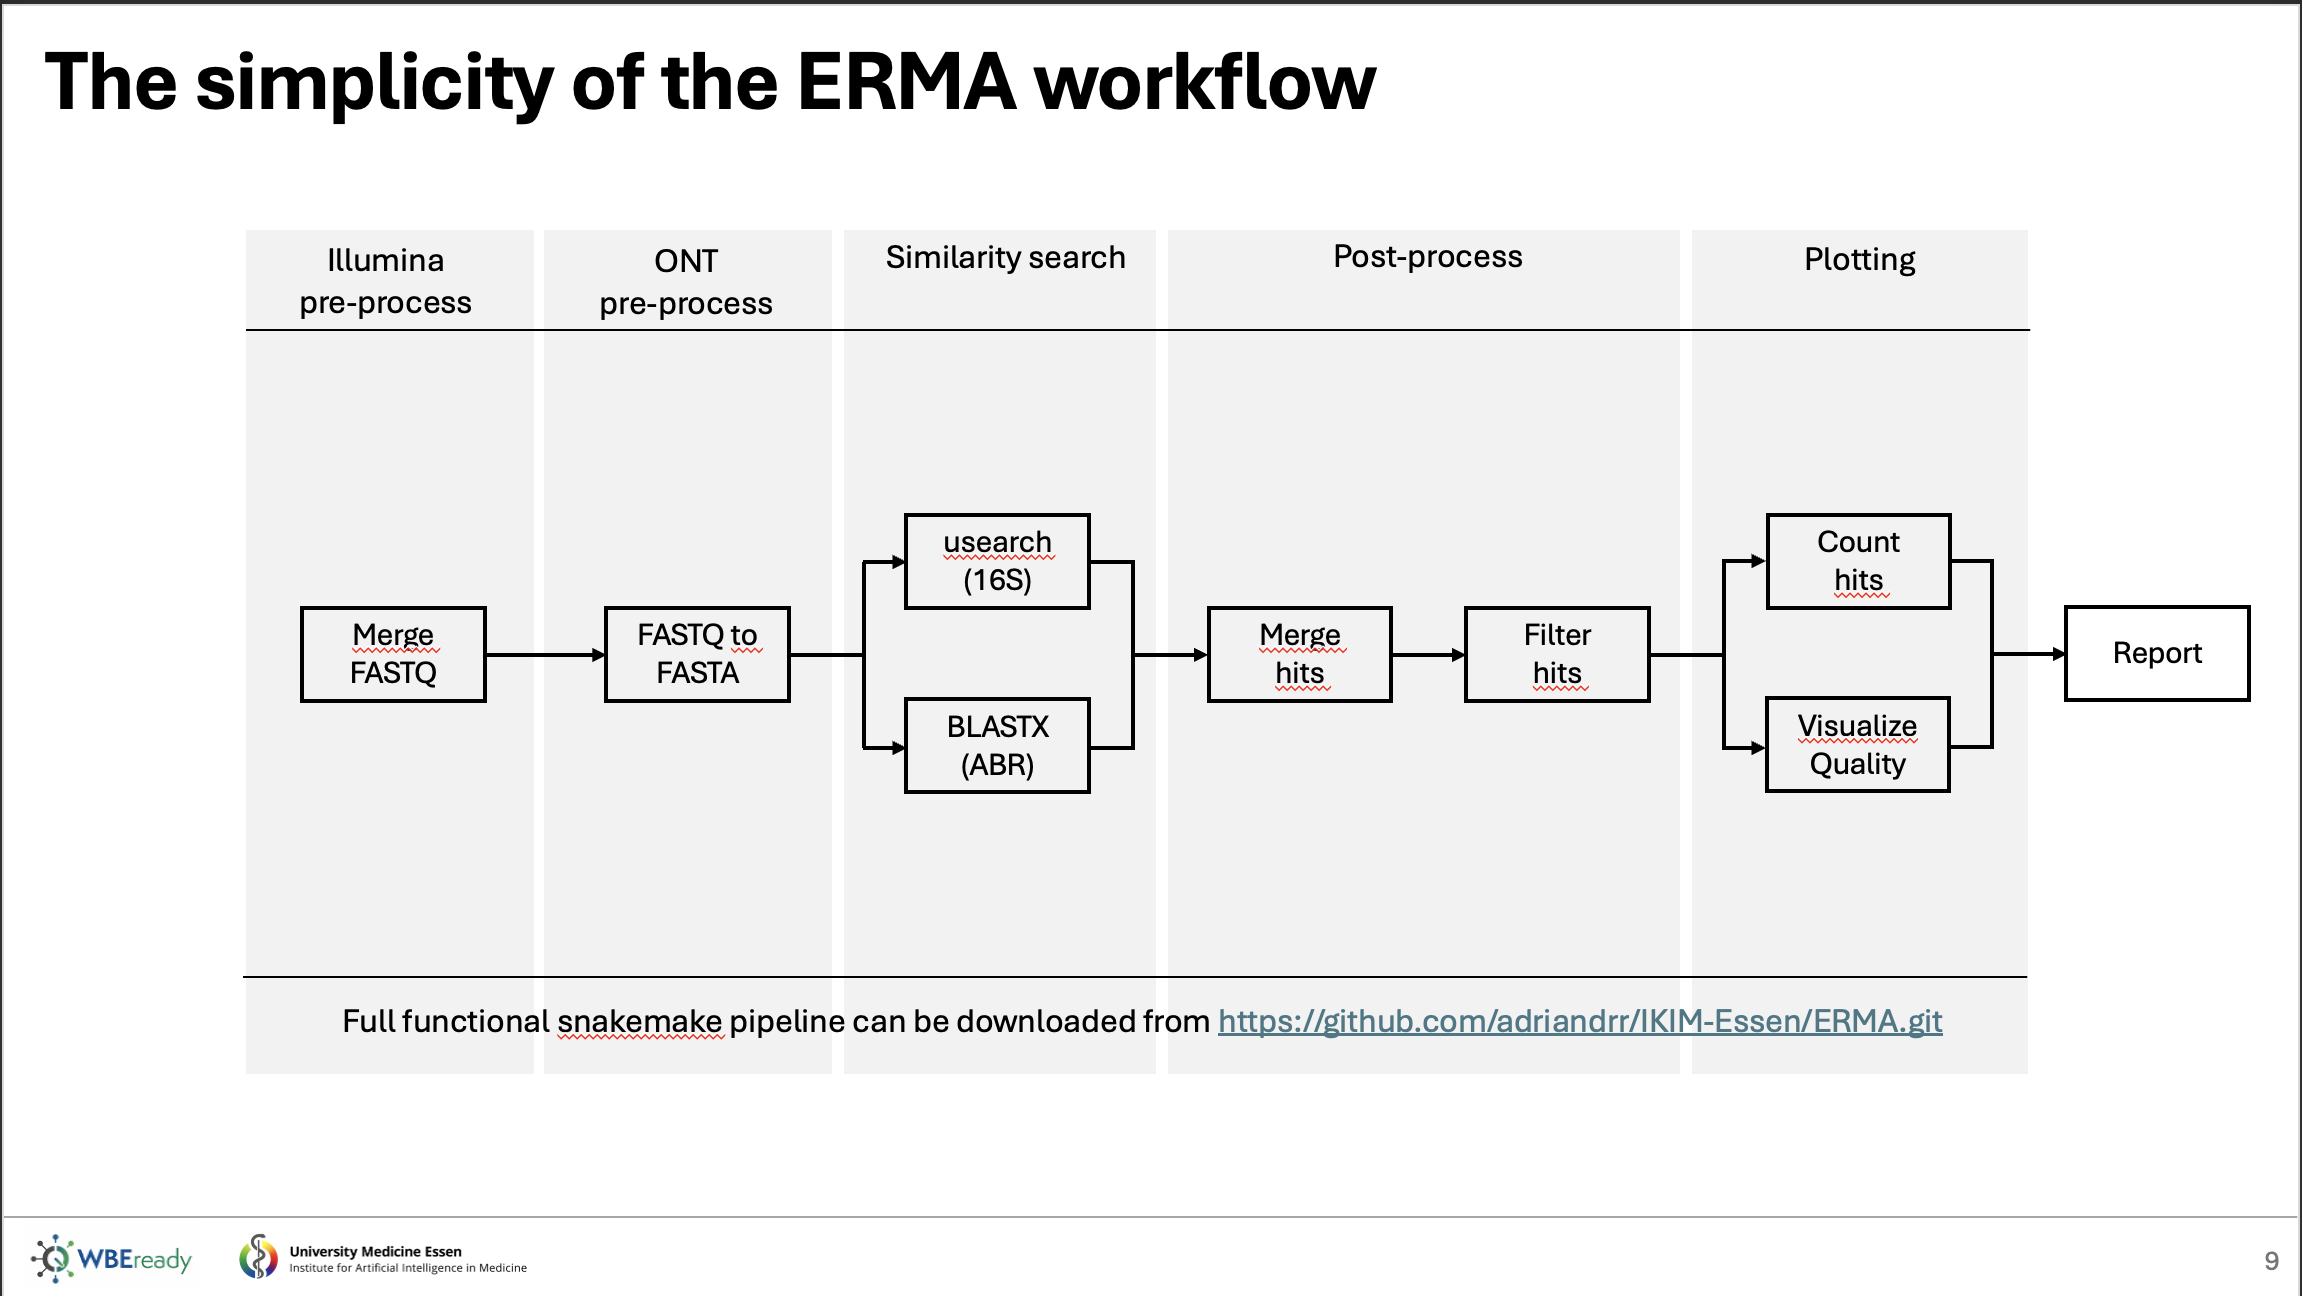 The simplicity of the ERMA workflow
Illumina
pre-process
ONT
pre-process
Similarity search
Post-process
Plotting
Merge
FASTQ
FASTQ to
FASTA
usearch
(16S)
BLASTX
(ABR)
Merge
hits
Filter
hits
Count
hits
Visualize
Quality
Report
Full functional snakemake pipeline can be downloaded from https://github.com/adriandrr/IKIM-Essen/ERMA.git
WBEready
University Medicine Essen
Institute for Artificial Intelligence in Medicine
9